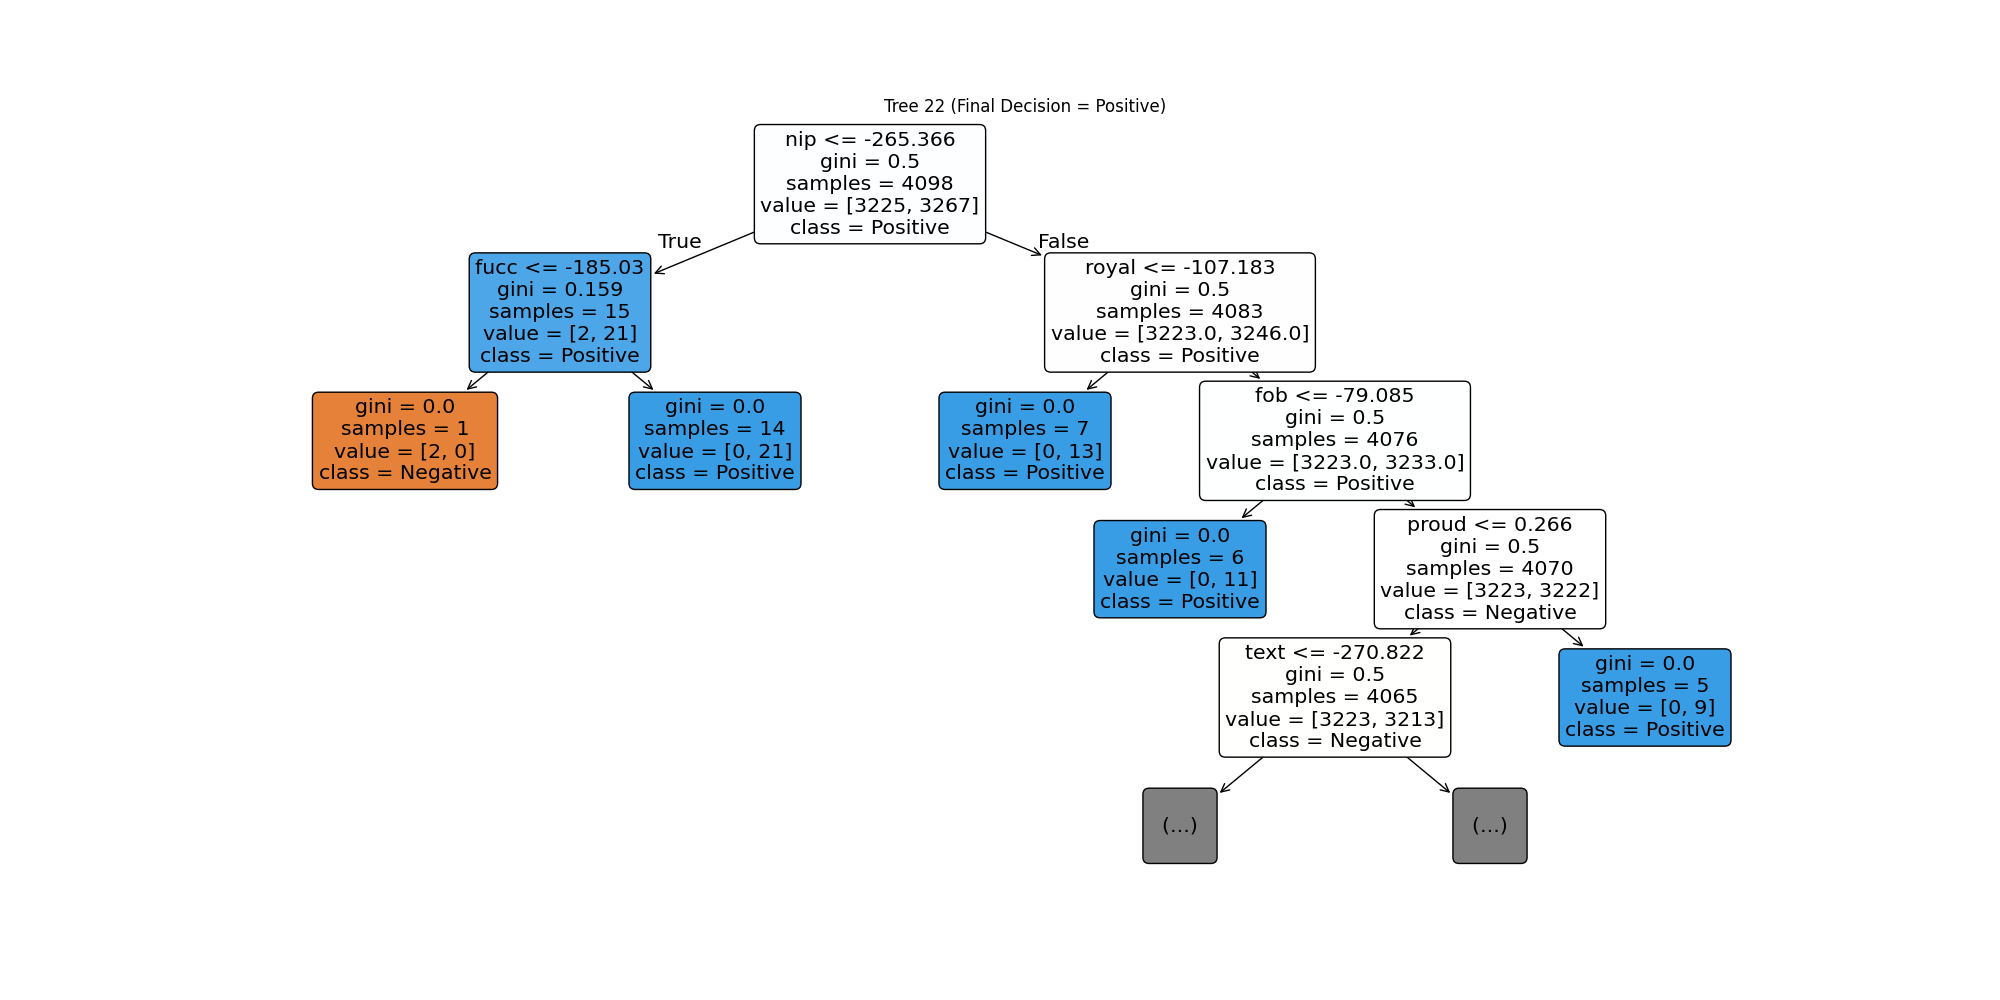 Tree 22 (Final Decision = Positive)
nip <= -265.366
gini = 0.5
samples = 4098
value = [3225, 3267]
class = Positive
True
False
fucc <= -185.03
gini = 0.159
samples = 15
value = [2, 21]
class = Positive
royal <= -107.183
gini = 0.5
samples = 4083
value = [3223.0, 3246.0]
class = Positive
gini = 0.0
samples = 1
value = [2, 0]
class = Negative
gini = 0.0
samples = 14
value = [0, 21]
class = Positive
gini = 0.0
samples = 7
value = [0, 13]
class = Positive
fob <= -79.085
gini = 0.5
samples = 4076
value = [3223.0, 3233.0]
class = Positive
gini = 0.0
samples = 6
value = [0, 11]
class = Positive
proud <= 0.266
gini = 0.5
samples = 4070
value = [3223, 3222]
class = Negative
text <= -270.822
gini = 0.5
samples = 4065
value = [3223, 3213]
class = Negative
gini = 0.0
samples = 5
value = [0, 9]
class = Positive
(...)
(...)